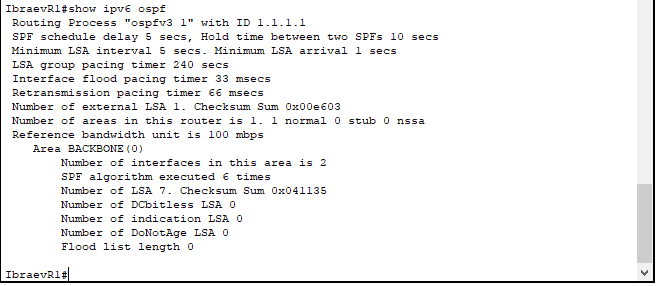 IbraevR1#show ipv6 ospf
Routing Process "ospfv3 1" with ID 1.1.1.1
SPF schedule delay 5 secs, Hold time between two SPFs 10 secs
Minimum LSA interval 5 secs. Minimum LSA arrival 1 secs
LSA group pacing timer 240 secs
Interface flood pacing timer 33 msecs
Retransmission pacing timer 66 msecs
Number of external LSA 1. Checksum Sum 0x00e603
Number of areas in this router is 1. 1 normal 0 stub 0 nssa
Reference bandwidth unit is 100 mbps
Area BACKBONE(0)
Number of interfaces in this area is 2
SPF algorithm executed 6 times
Number of LSA 7. Checksum Sum 0x041135
Number of DCbitless LSA 0
Number of indication LSA 0
Number of DoNotAge LSA 0
Flood list length 0
IbraevR1#